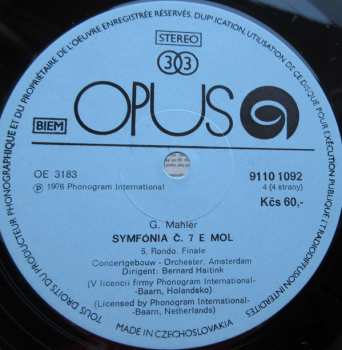 TOUS DROITS DU PRODUCTEUR PHONOGRAPHIQUE ET DU PROPRIÉTAIRE DE L'OEUVRE ENREGISTRÉE RÉSERVÉS. DUPLICATION, UTILISATION DE CE DISQUE POUR EXÉCUTION PUBLIQUE ET RADIODIFFUSION INTERDITES
STEREO
33
OPUS
BIEM
OE 3183
9110 1092
℗ 1976 Phonogram International
4 (4 strany)
Kčs 60,-
G. Mahler
SYMFÓNIA Č. 7 E MOL
5. Rondo. Finale
Concertgebouw - Orchester, Amsterdam
Dirigent: Bernard Haitink
(V licencii firmy Phonogram International-
-Baarn, Holandsko)
(Licensed by Phonogram International-
-Baarn, Netherlands)
MADE IN CZECHOSLOVAKIA